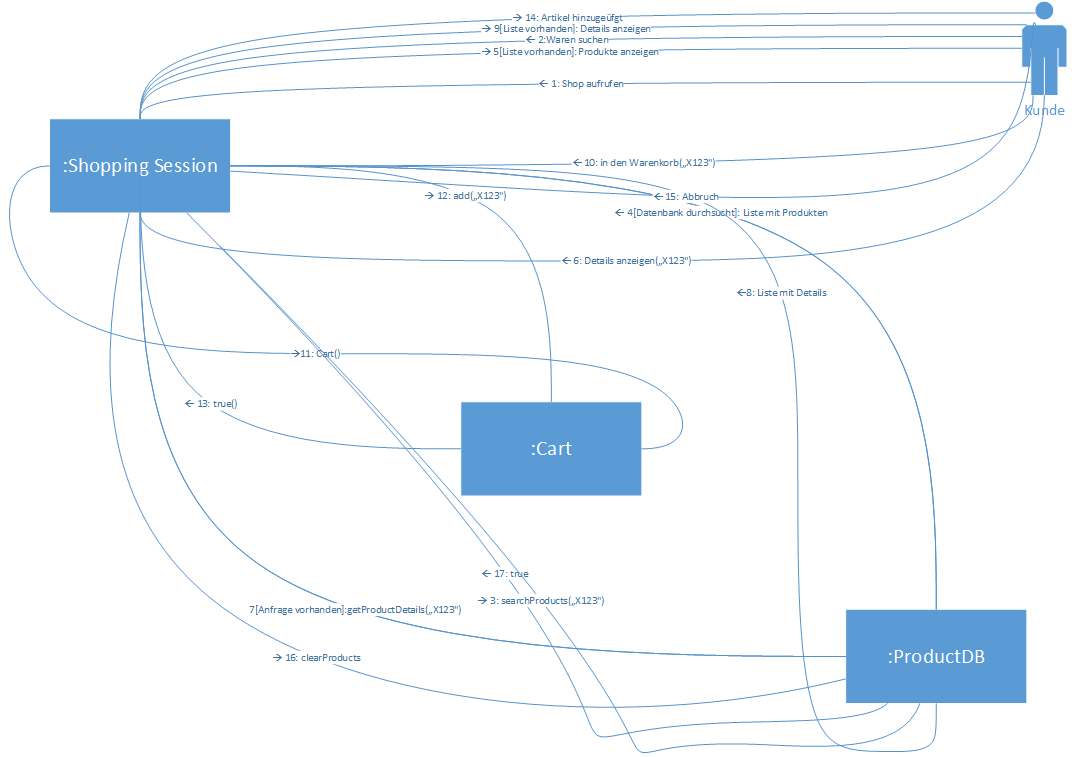 → 14: Artikel hinzugeüfgt
→ 9[Liste vorhanden]: Details anzeigen
← 2:Waren suchen
→ 5[Liste vorhanden]: Produkte anzeigen
← 1: Shop aufrufen
Kunde
:Shopping Session
← 10: in den Warenkorb(„X123")
→ 12: add(„X123")
← 15: Abbruch
← 4[Datenbank durchsucht]: Liste mit Produkten
← 6: Details anzeigen(„X123")
←8: Liste mit Details
→11: Cart()
← 13: true()
:Cart
← 17: true
→ 3: searchProducts(„X123")
7[Anfrage vorhanden]:getProductDetails(„X123")
→ 16: clearProducts
:ProductDB